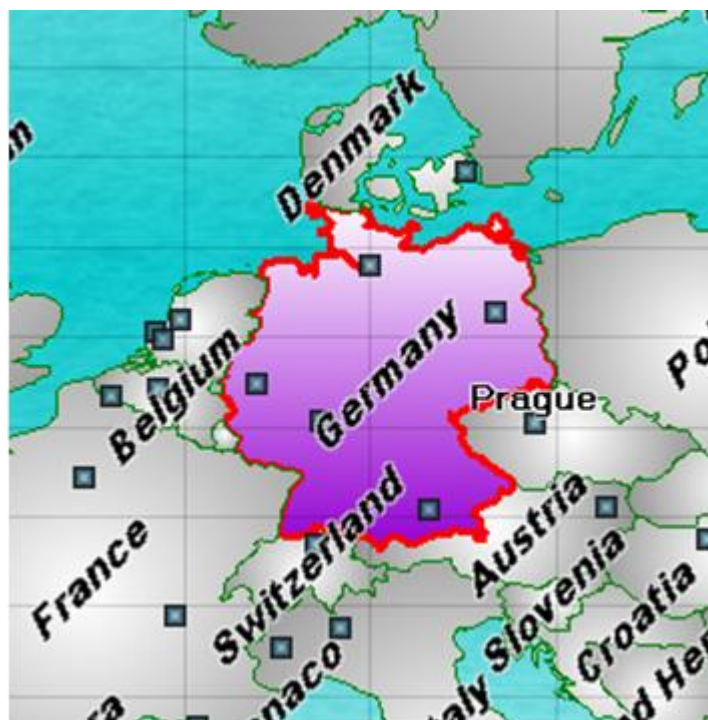 Denmark
Germany
Belgium
Prague
France
Switzerland
Austria
Slovenia
Croatia